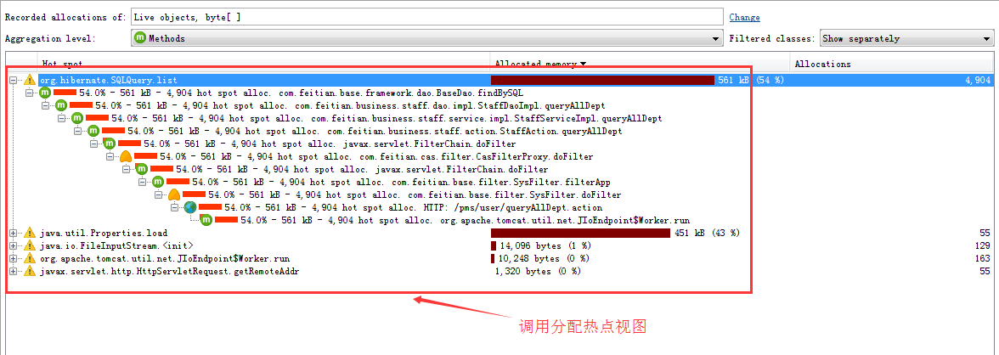 Recorded allocations of: Live objects, byte[ ] Change
Aggregation level: m Methods Filtered classes: Show separately
Hot spot Allocated memory Allocations
org.hibernate.SQLQuery.list 561 kB (54 %) 4,904
m 54.0% - 561 kB - 4,904 hot spot alloc. com.feitian.base.framework.dao.BaseDao.findBySQL
m 54.0% - 561 kB - 4,904 hot spot alloc. com.feitian.business.staff.dao.impl.StaffDaoImpl.queryAllDept
m 54.0% - 561 kB - 4,904 hot spot alloc. com.feitian.business.staff.service.impl.StaffServiceImpl.queryAllDept
m 54.0% - 561 kB - 4,904 hot spot alloc. com.feitian.business.staff.action.StaffAction.queryAllDept
m 54.0% - 561 kB - 4,904 hot spot alloc. javax.servlet.FilterChain.doFilter
54.0% - 561 kB - 4,904 hot spot alloc. com.feitian.cas.filter.CasFilterProxy.doFilter
m 54.0% - 561 kB - 4,904 hot spot alloc. javax.servlet.FilterChain.doFilter
m 54.0% - 561 kB - 4,904 hot spot alloc. com.feitian.base.filter.SysFilter.filterApp
54.0% - 561 kB - 4,904 hot spot alloc. com.feitian.base.filter.SysFilter.doFilter
54.0% - 561 kB - 4,904 hot spot alloc. HTTP: /pms/user/queryAllDept.action
m 54.0% - 561 kB - 4,904 hot spot alloc. org.apache.tomcat.util.net.JIoEndpoint$Worker.run
java.util.Properties.load 451 kB (43 %) 55
java.io.FileInputStream.<init> 14,096 bytes (1 %) 129
org.apache.tomcat.util.net.JIoEndpoint$Worker.run 10,248 bytes (0 %) 163
javax.servlet.http.HttpServletRequest.getRemoteAddr 1,320 bytes (0 %) 55
调用分配热点视图